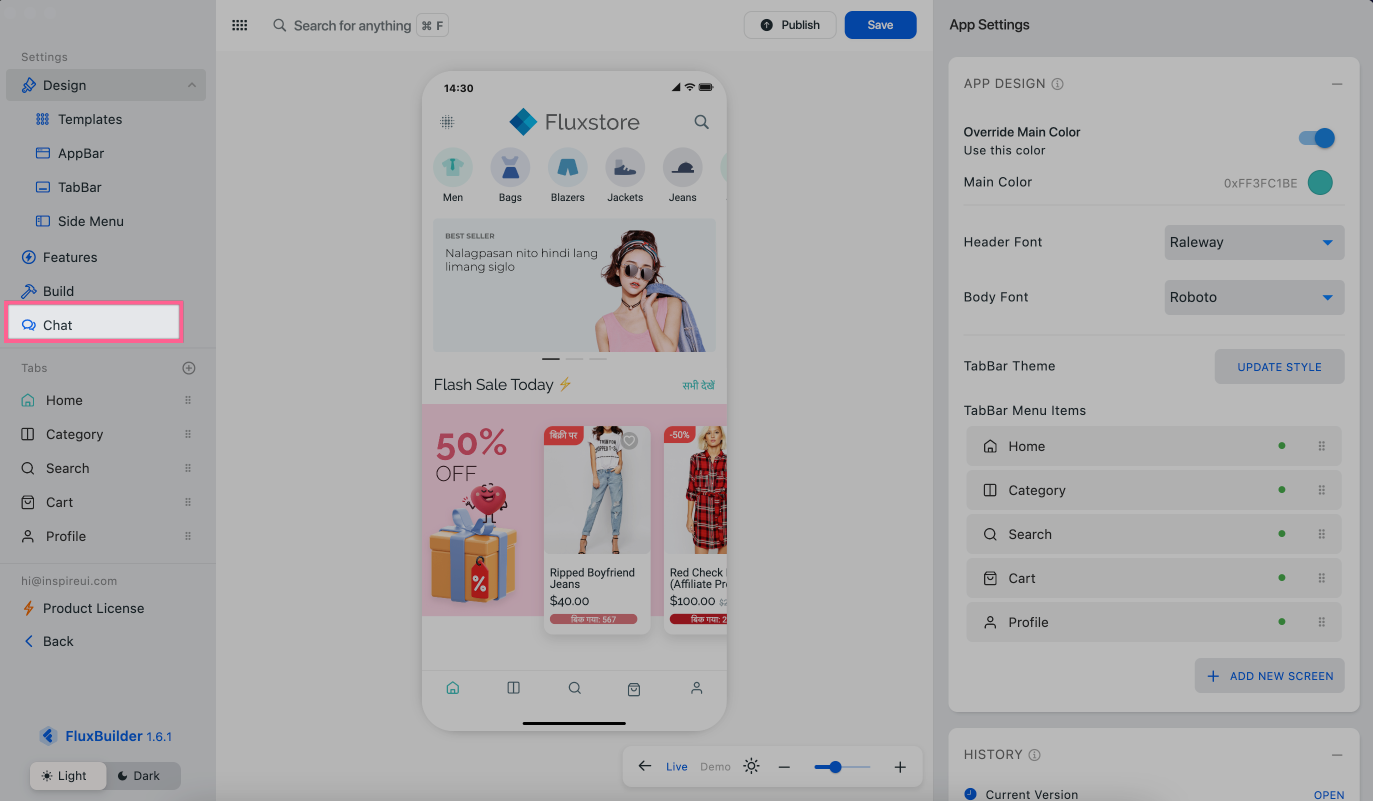 Settings
Design
Templates
AppBar
TabBar
Side Menu
Features
Build
Chat
Tabs
Home
Category
Search
Cart
Profile
hi@inspireui.com
Product License
Back
FluxBuilder 1.6.1
Light
Dark
Search for anything
⌘ F
Publish
Save
14:30
Fluxstore
Men
Bags
Blazers
Jackets
Jeans
BEST SELLER
Nalagpasan nito hindi lang
limang siglo
Flash Sale Today ⚡
सभी देखें
50%
OFF
%
बिक्री पर
-50%
Ripped Boyfriend
Jeans
$40.00
बिक गया: 567
Red Check
(Affiliate Pro
$100.00
बिक गया: 2
Live
Demo
App Settings
APP DESIGN
Override Main Color
Use this color
Main Color
0xFF3FC1BE
Header Font
Raleway
Body Font
Roboto
TabBar Theme
UPDATE STYLE
TabBar Menu Items
Home
Category
Search
Cart
Profile
ADD NEW SCREEN
HISTORY
Current Version
OPEN